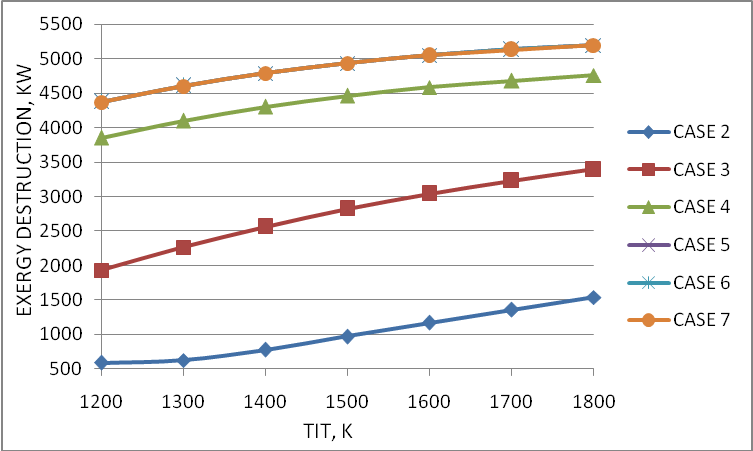 EXERGY DESTRUCTION, KW
5500
5000
4500
4000
3500
3000
2500
2000
1500
1000
500
1200 1300 1400 1500 1600 1700 1800
TIT, K
CASE 2
CASE 3
CASE 4
CASE 5
CASE 6
CASE 7